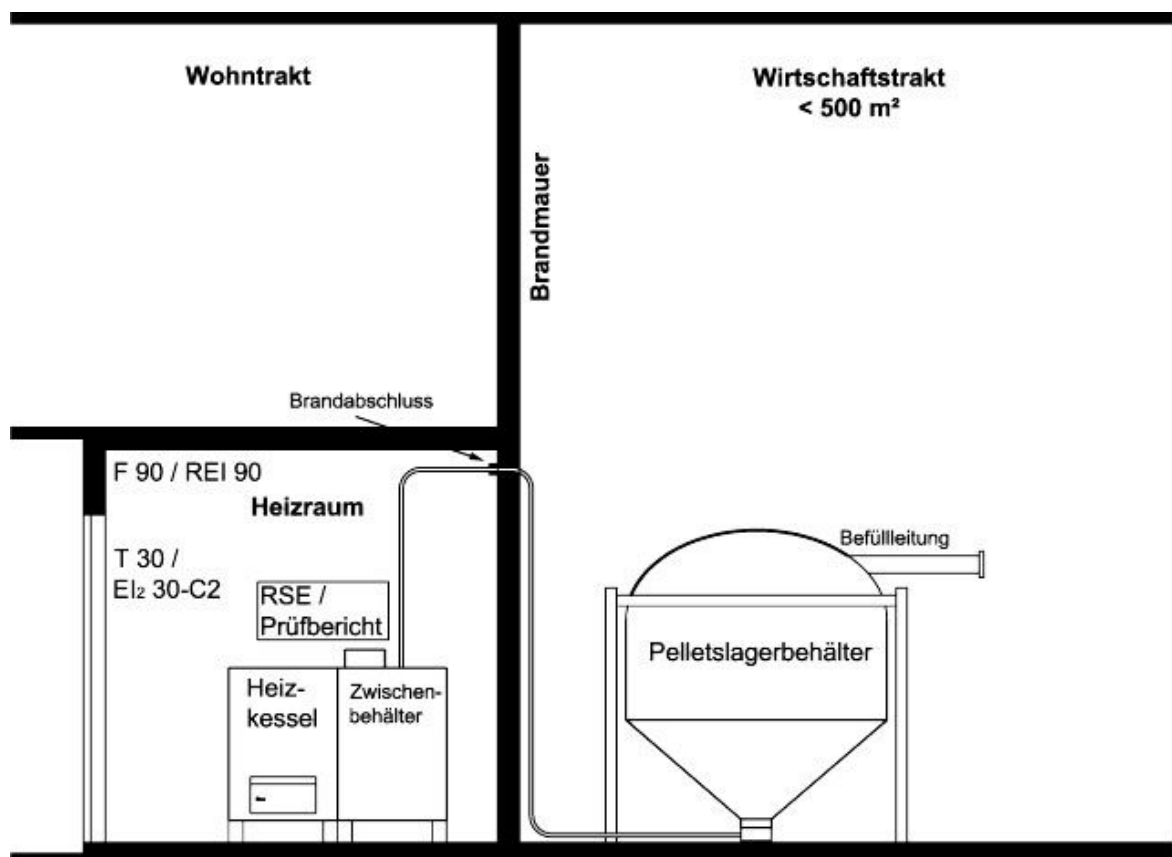 Wohntrakt
Wirtschaftstrakt
< 500 m²
Brandmauer
Brandabschluss
F 90 / REI 90
Heizraum
T 30 /
EI₂ 30-C2
RSE /
Prüfbericht
Heiz-
kessel
Zwischen-
behälter
Befüllleitung
Pelletslagerbehälter